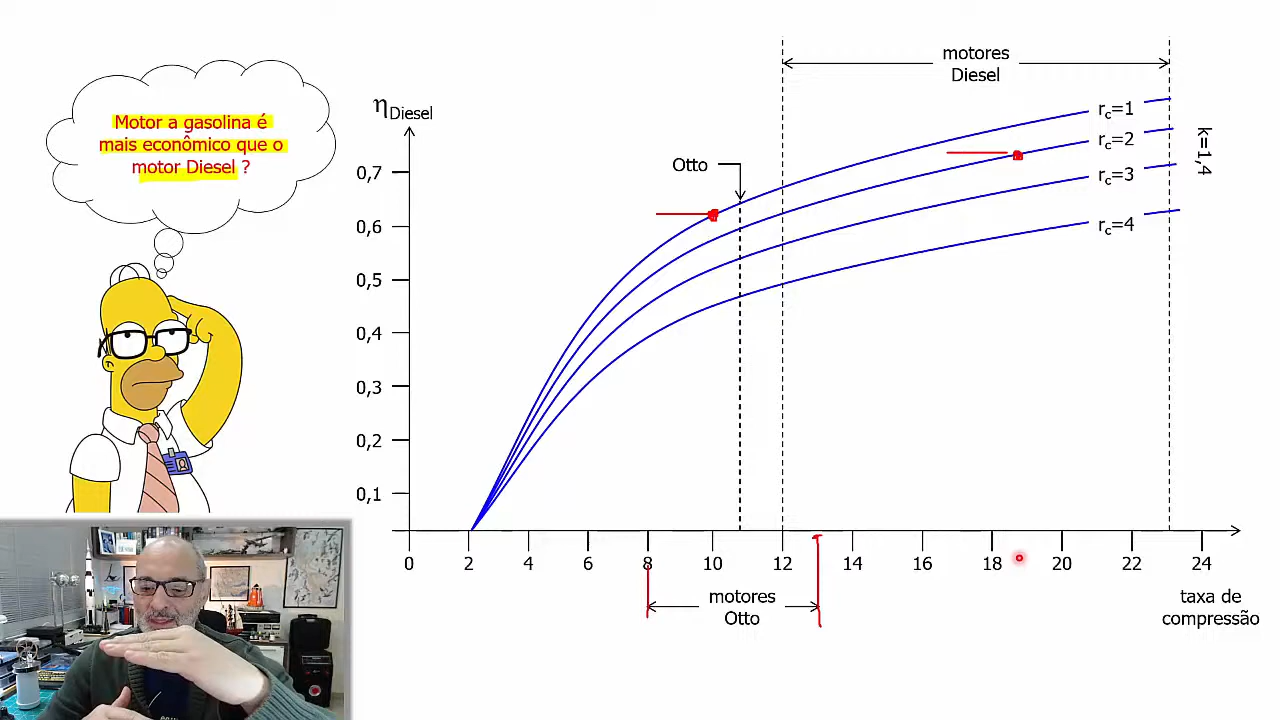 Motor a gasolina é
mais econômico que o
motor Diesel ?
ηDiesel
0,7
0,6
0,5
0,4
0,3
0,2
0,1
motores
Diesel
Otto
rc=1
rc=2
rc=3
rc=4
k=1,4
0 2 4 6 8 10 12 14 16 18 20 22 24
motores
Otto
taxa de
compressão